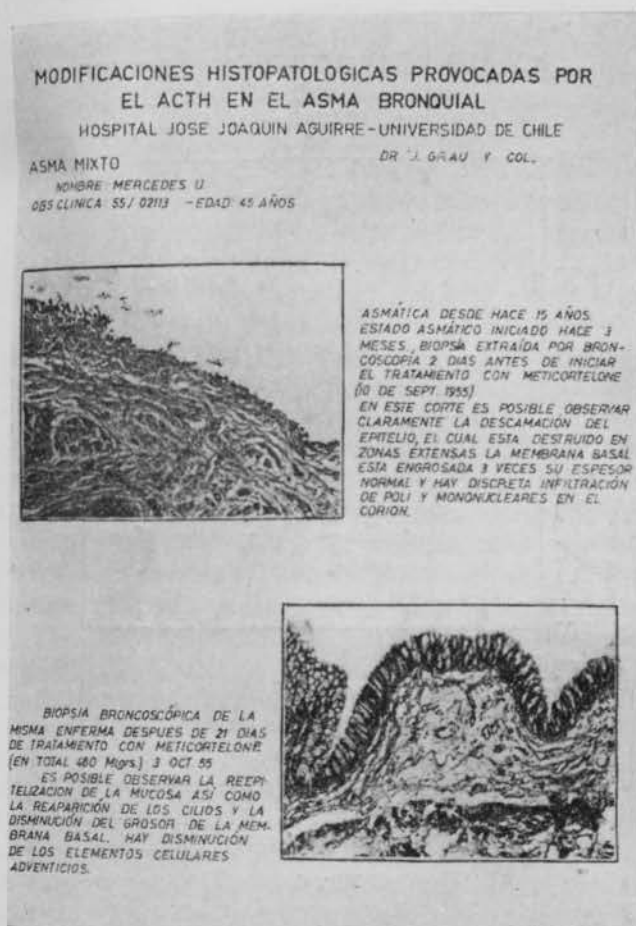 MODIFICACIONES HISTOPATOLOGICAS PROVOCADAS POR
EL ACTH EN EL ASMA BRONQUIAL
HOSPITAL JOSE JOAQUIN AGUIRRE-UNIVERSIDAD DE CHILE
DR J. GRAU Y COL.
ASMA MIXTO
NOMBRE MERCEDES U
OBS CLINICA 55/ 02113 - EDAD 45 AÑOS
ASMÁTICA DESDE HACE 15 AÑOS
ESTADO ASMÁTICO INICIADO HACE 3
MESES, BIOPSIA EXTRAÍDA POR BRON-
COSCOPIA 2 DIAS ANTES DE INICIAR
EL TRATAMIENTO CON METICORTELONE
(10 DE SEPT. 1955)
EN ESTE CORTE ES POSIBLE OBSERVAR
CLARAMENTE LA DESCAMACIÓN DEL
EPITELIO, EL CUAL ESTA DESTRUIDO EN
ZONAS EXTENSAS LA MEMBRANA BASAL
ESTA ENGROSADA 3 VECES SU ESPESOR
NORMAL Y HAY DISCRETA INFILTRACIÓN
DE POLI Y MONONUCLEARES EN EL
CORION.
BIOPSIA BRONCOSCÓPICA DE LA
MISMA ENFERMA DESPUES DE 21 DIAS
DE TRATAMIENTO CON METICORTELONE
(EN TOTAL 480 Mgrs.) 3 OCT 55
ES POSIBLE OBSERVAR LA REEPI-
TELIZACION DE LA MUCOSA ASÍ COMO
LA REAPARICIÓN DE LOS CILIOS Y LA
DISMINUCIÓN DEL GROSOR DE LA MEM-
BRANA BASAL. HAY DISMINUCIÓN
DE LOS ELEMENTOS CELULARES
ADVENTICIOS.